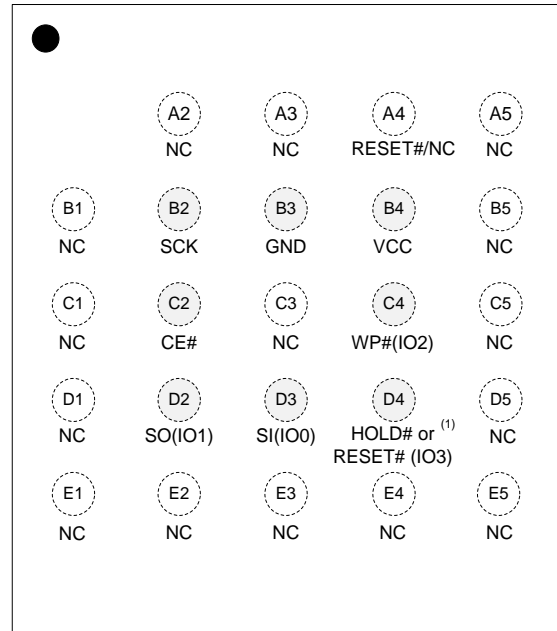 A2 A3 A4 A5
NC NC RESET#/NC NC
B1 B2 B3 B4 B5
NC SCK GND VCC NC
C1 C2 C3 C4 C5
NC CE# NC WP#(IO2) NC
D1 D2 D3 D4 D5
NC SO(IO1) SI(IO0) HOLD# or (1) NC
RESET# (IO3)
E1 E2 E3 E4 E5
NC NC NC NC NC